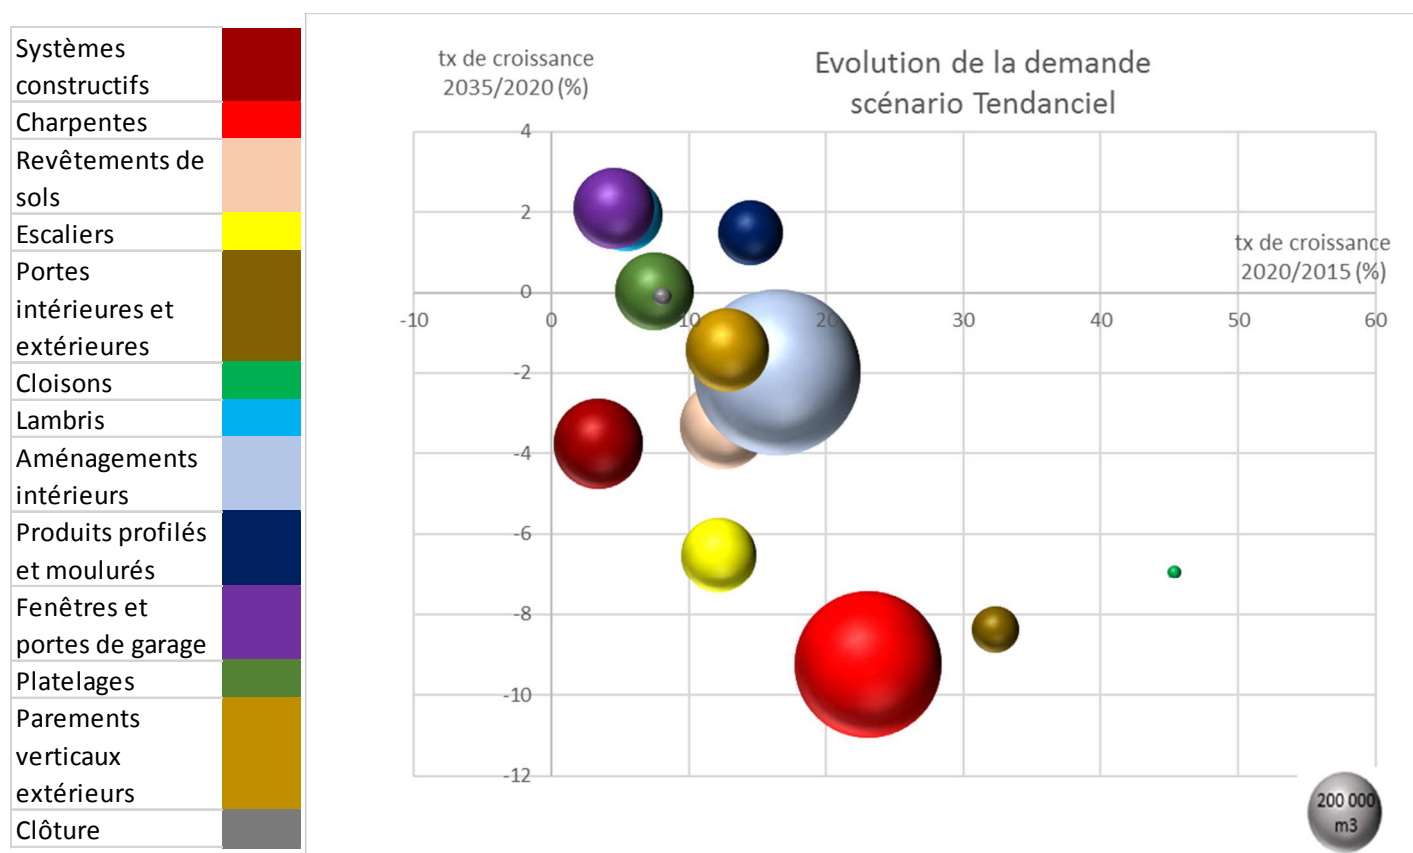 Systèmes
constructifs
Charpentes
Revêtements de
sols
Escaliers
Portes
intérieures et
extérieures
Cloisons
Lambris
Aménagements
intérieurs
Produits profilés
et moulurés
Fenêtres et
portes de garage
Platelages
Parements
verticaux
extérieurs
Clôture
tx de croissance
2035/2020 (%)
Evolution de la demande
scénario Tendanciel
4
2
tx de croissance
2020/2015 (%)
0
-10 0 10 20 30 40 50 60
-2
-4
-6
-8
-10
-12
200 000
m3